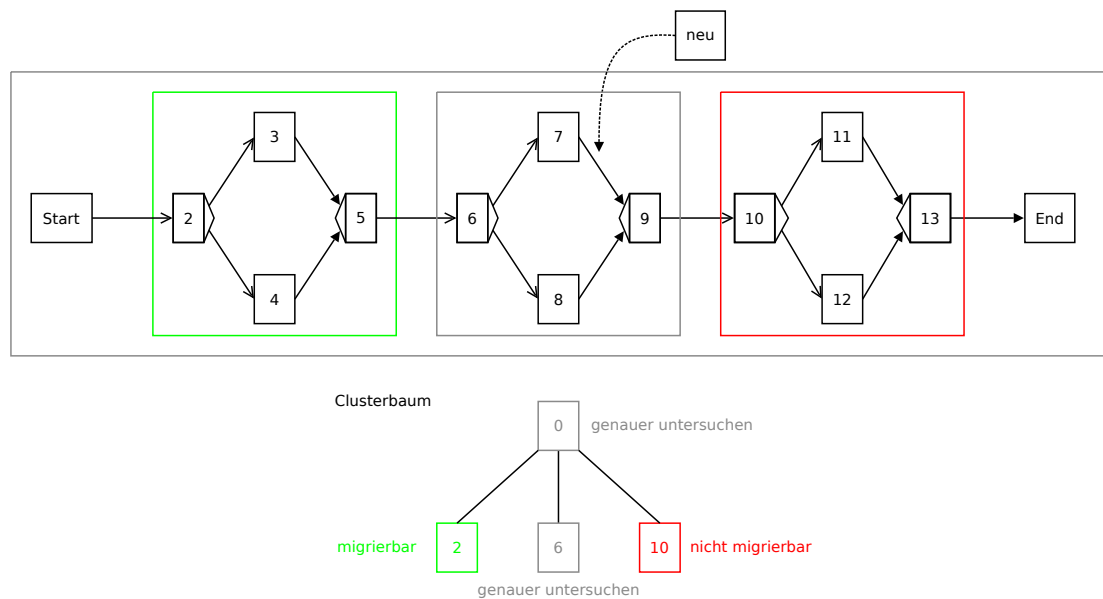 neu
3
7
11
Start
2
5
6
9
10
13
End
4
8
12
Clusterbaum
0
genauer untersuchen
migrierbar
2
6
10
nicht migrierbar
genauer untersuchen